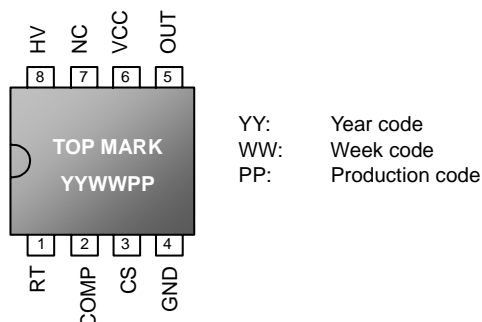 HV NC VCC OUT
8 7 6 5
TOP MARK
YYWWPP
1 2 3 4
RT COMP CS GND
YY: Year code
WW: Week code
PP: Production code